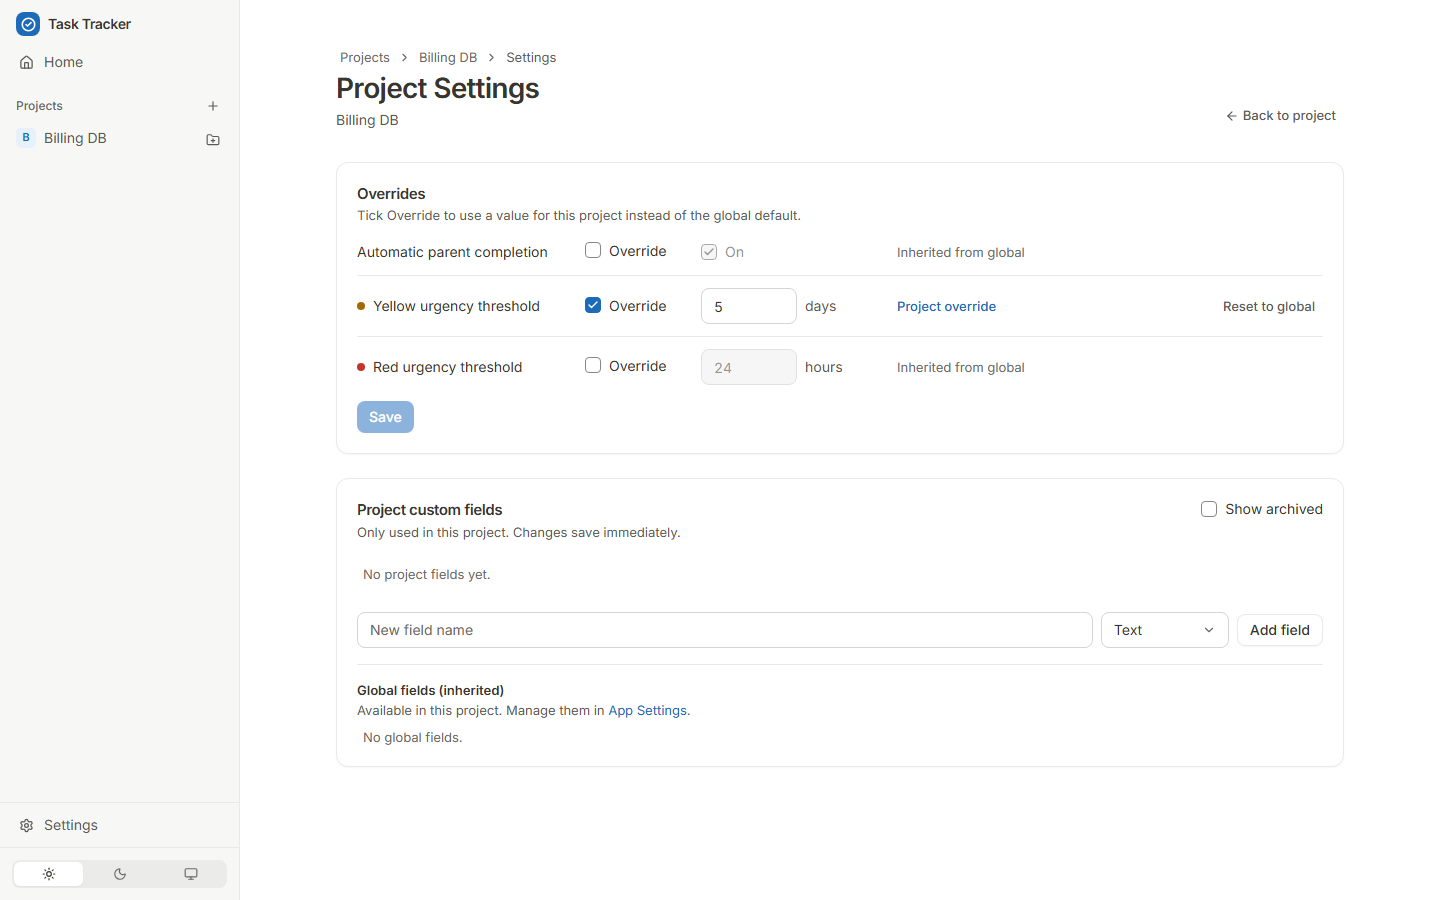 Task Tracker
Home
Projects
B Billing DB
Settings
Projects > Billing DB > Settings
Project Settings
Billing DB
Back to project
Overrides
Tick Override to use a value for this project instead of the global default.
Automatic parent completion Override On Inherited from global
Yellow urgency threshold Override 5 days Project override Reset to global
Red urgency threshold Override 24 hours Inherited from global
Save
Project custom fields Show archived
Only used in this project. Changes save immediately.
No project fields yet.
New field name Text Add field
Global fields (inherited)
Available in this project. Manage them in App Settings.
No global fields.